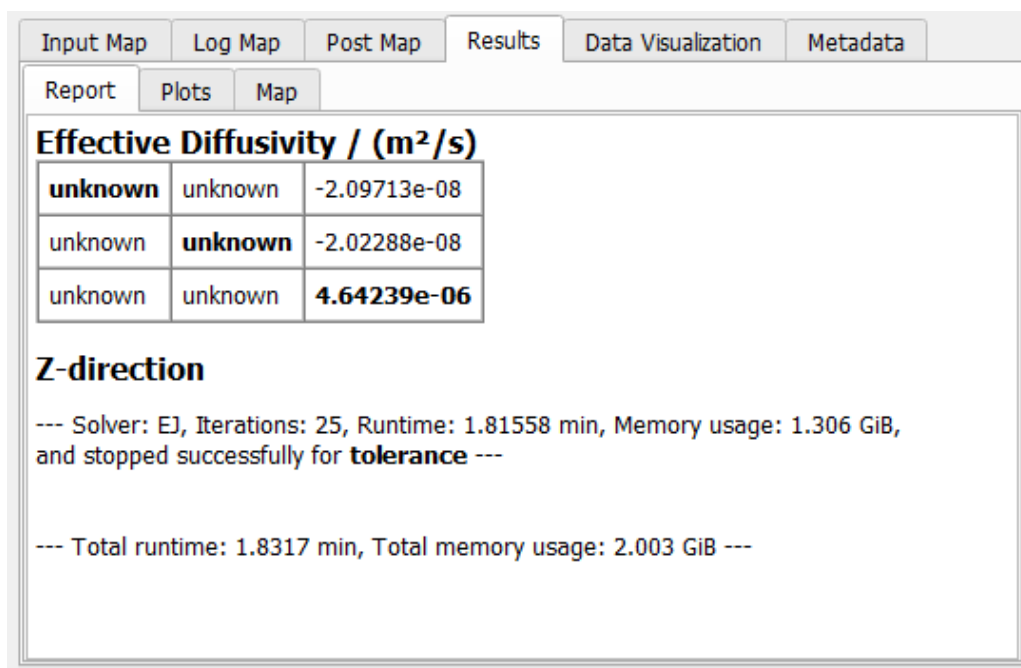 Input Map Log Map Post Map Results Data Visualization Metadata
Report Plots Map
Effective Diffusivity / (m²/s)
unknown unknown -2.09713e-08
unknown unknown -2.02288e-08
unknown unknown 4.64239e-06
Z-direction
--- Solver: EJ, Iterations: 25, Runtime: 1.81558 min, Memory usage: 1.306 GiB,
and stopped successfully for tolerance ---
--- Total runtime: 1.8317 min, Total memory usage: 2.003 GiB ---